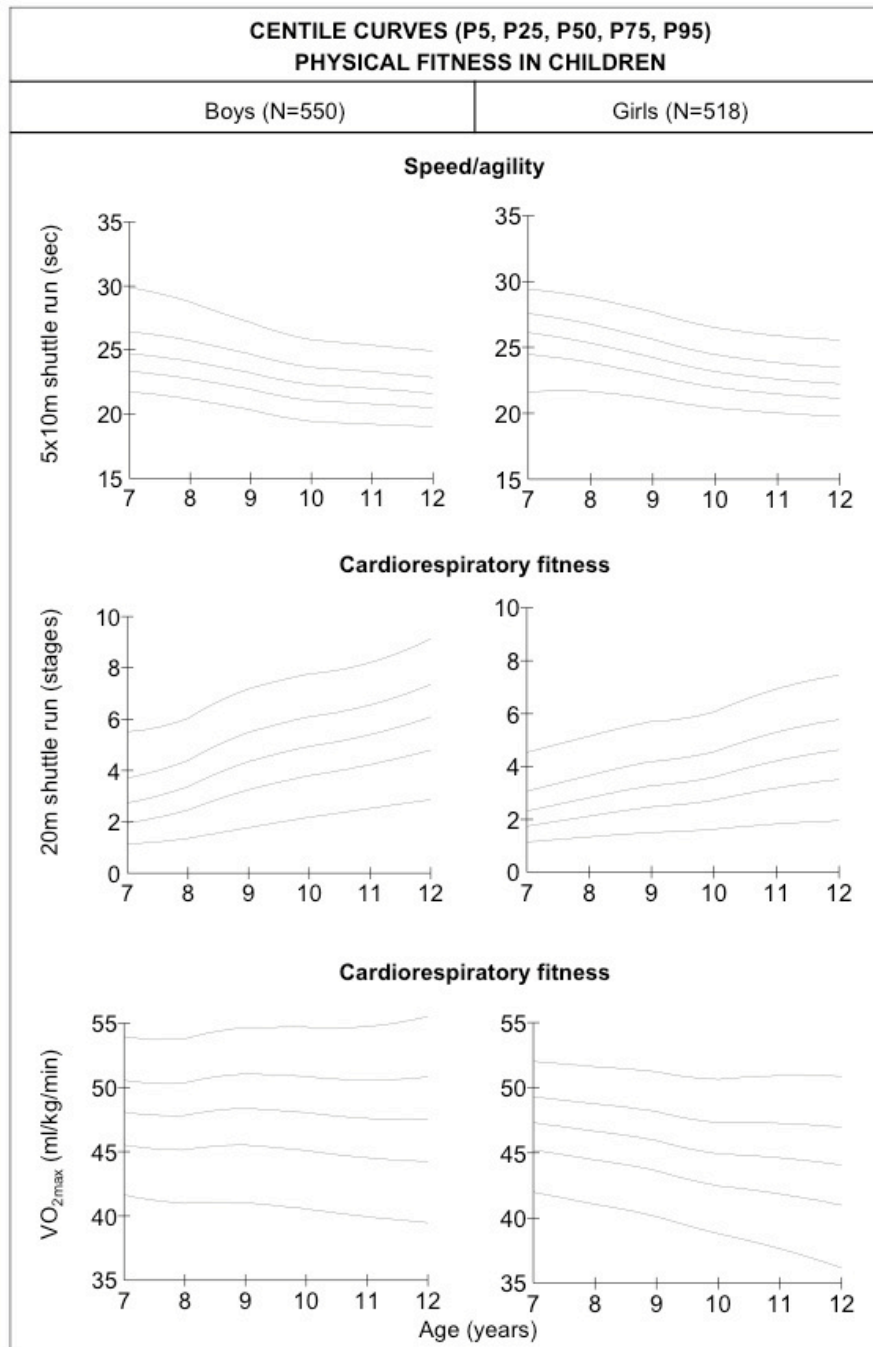 CENTILE CURVES (P5, P25, P50, P75, P95)
PHYSICAL FITNESS IN CHILDREN
Boys (N=550)
Girls (N=518)
Speed/agility
5x10m shuttle run (sec)
35
30
25
20
15
7 8 9 10 11 12
35
30
25
20
15
7 8 9 10 11 12
Cardiorespiratory fitness
20m shuttle run (stages)
10
8
6
4
2
0
7 8 9 10 11 12
10
8
6
4
2
0
7 8 9 10 11 12
Cardiorespiratory fitness
VO2max (ml/kg/min)
55
50
45
40
35
7 8 9 10 11 12
55
50
45
40
35
7 8 9 10 11 12
Age (years)